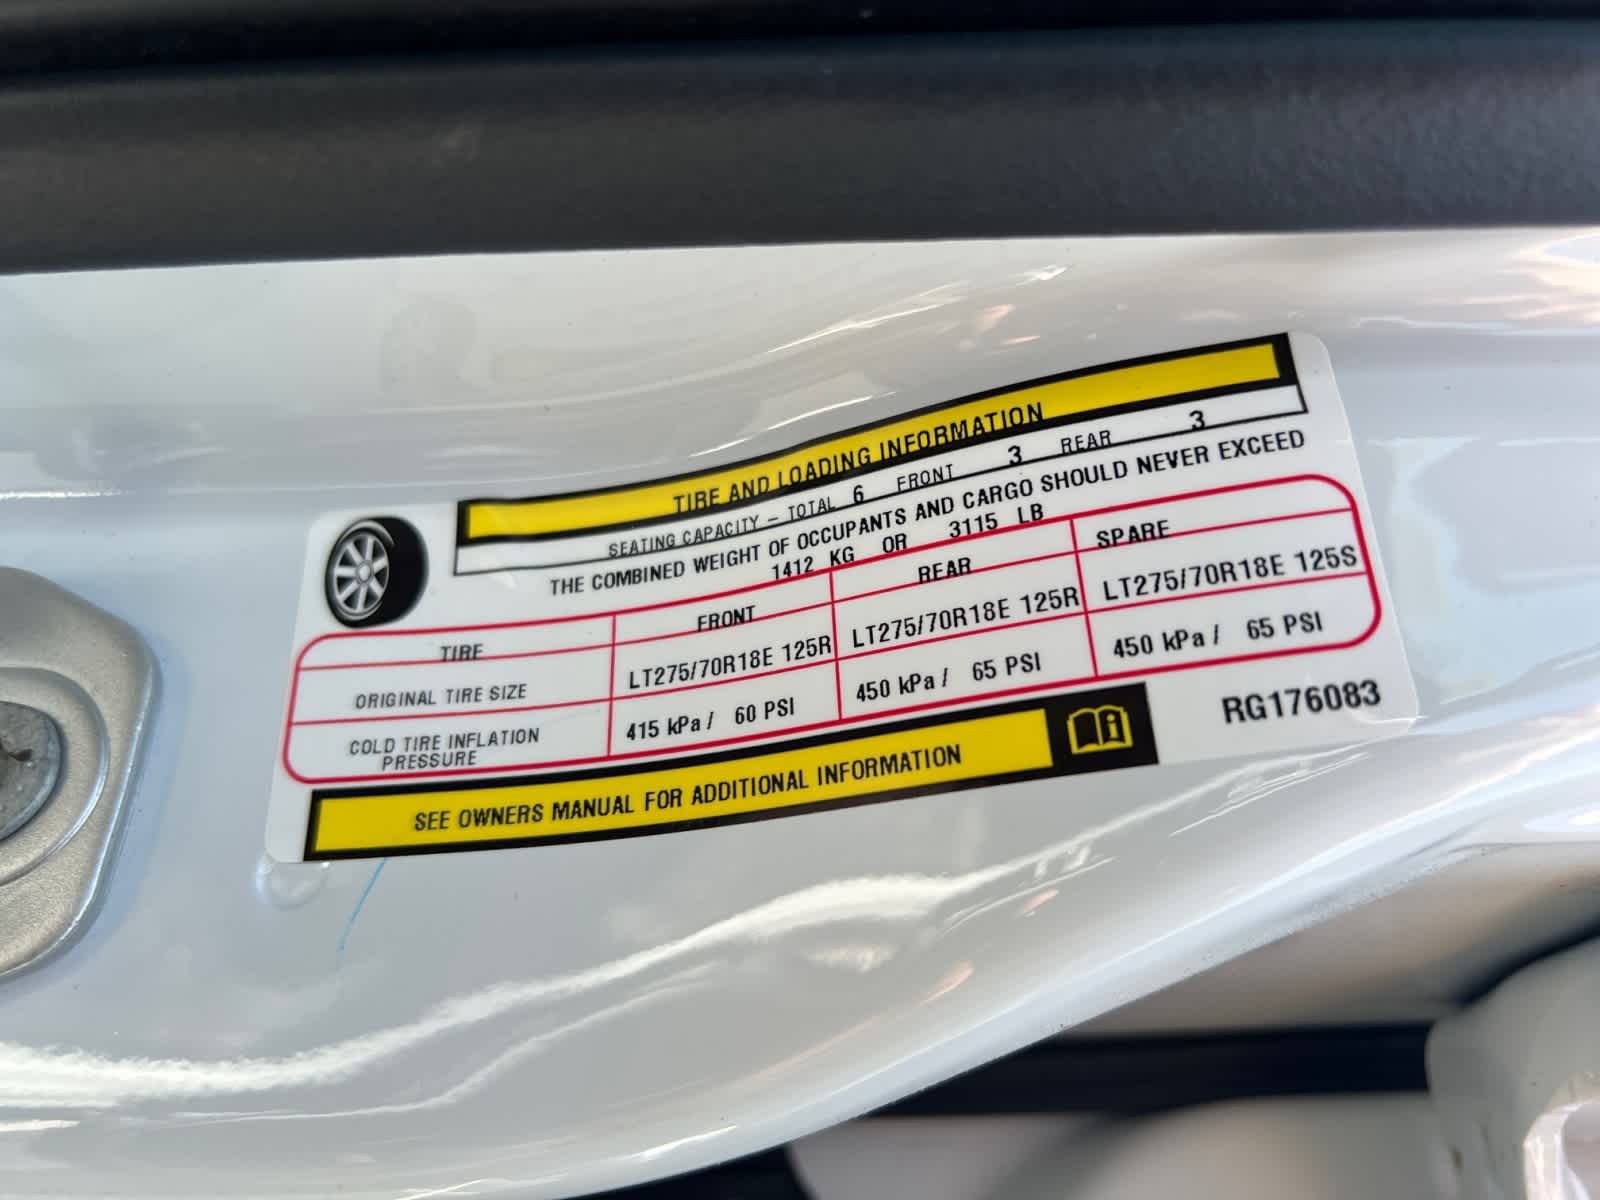 TIRE AND LOADING INFORMATION
SEATING CAPACITY – TOTAL 6 FRONT 3 REAR 3
THE COMBINED WEIGHT OF OCCUPANTS AND CARGO SHOULD NEVER EXCEED
1412 KG OR 3115 LB
TIRE FRONT REAR SPARE
ORIGINAL TIRE SIZE LT275/70R18E 125R LT275/70R18E 125R LT275/70R18E 125S
COLD TIRE INFLATION
PRESSURE 415 kPa / 60 PSI 450 kPa / 65 PSI 450 kPa / 65 PSI
SEE OWNERS MANUAL FOR ADDITIONAL INFORMATION
RG176083